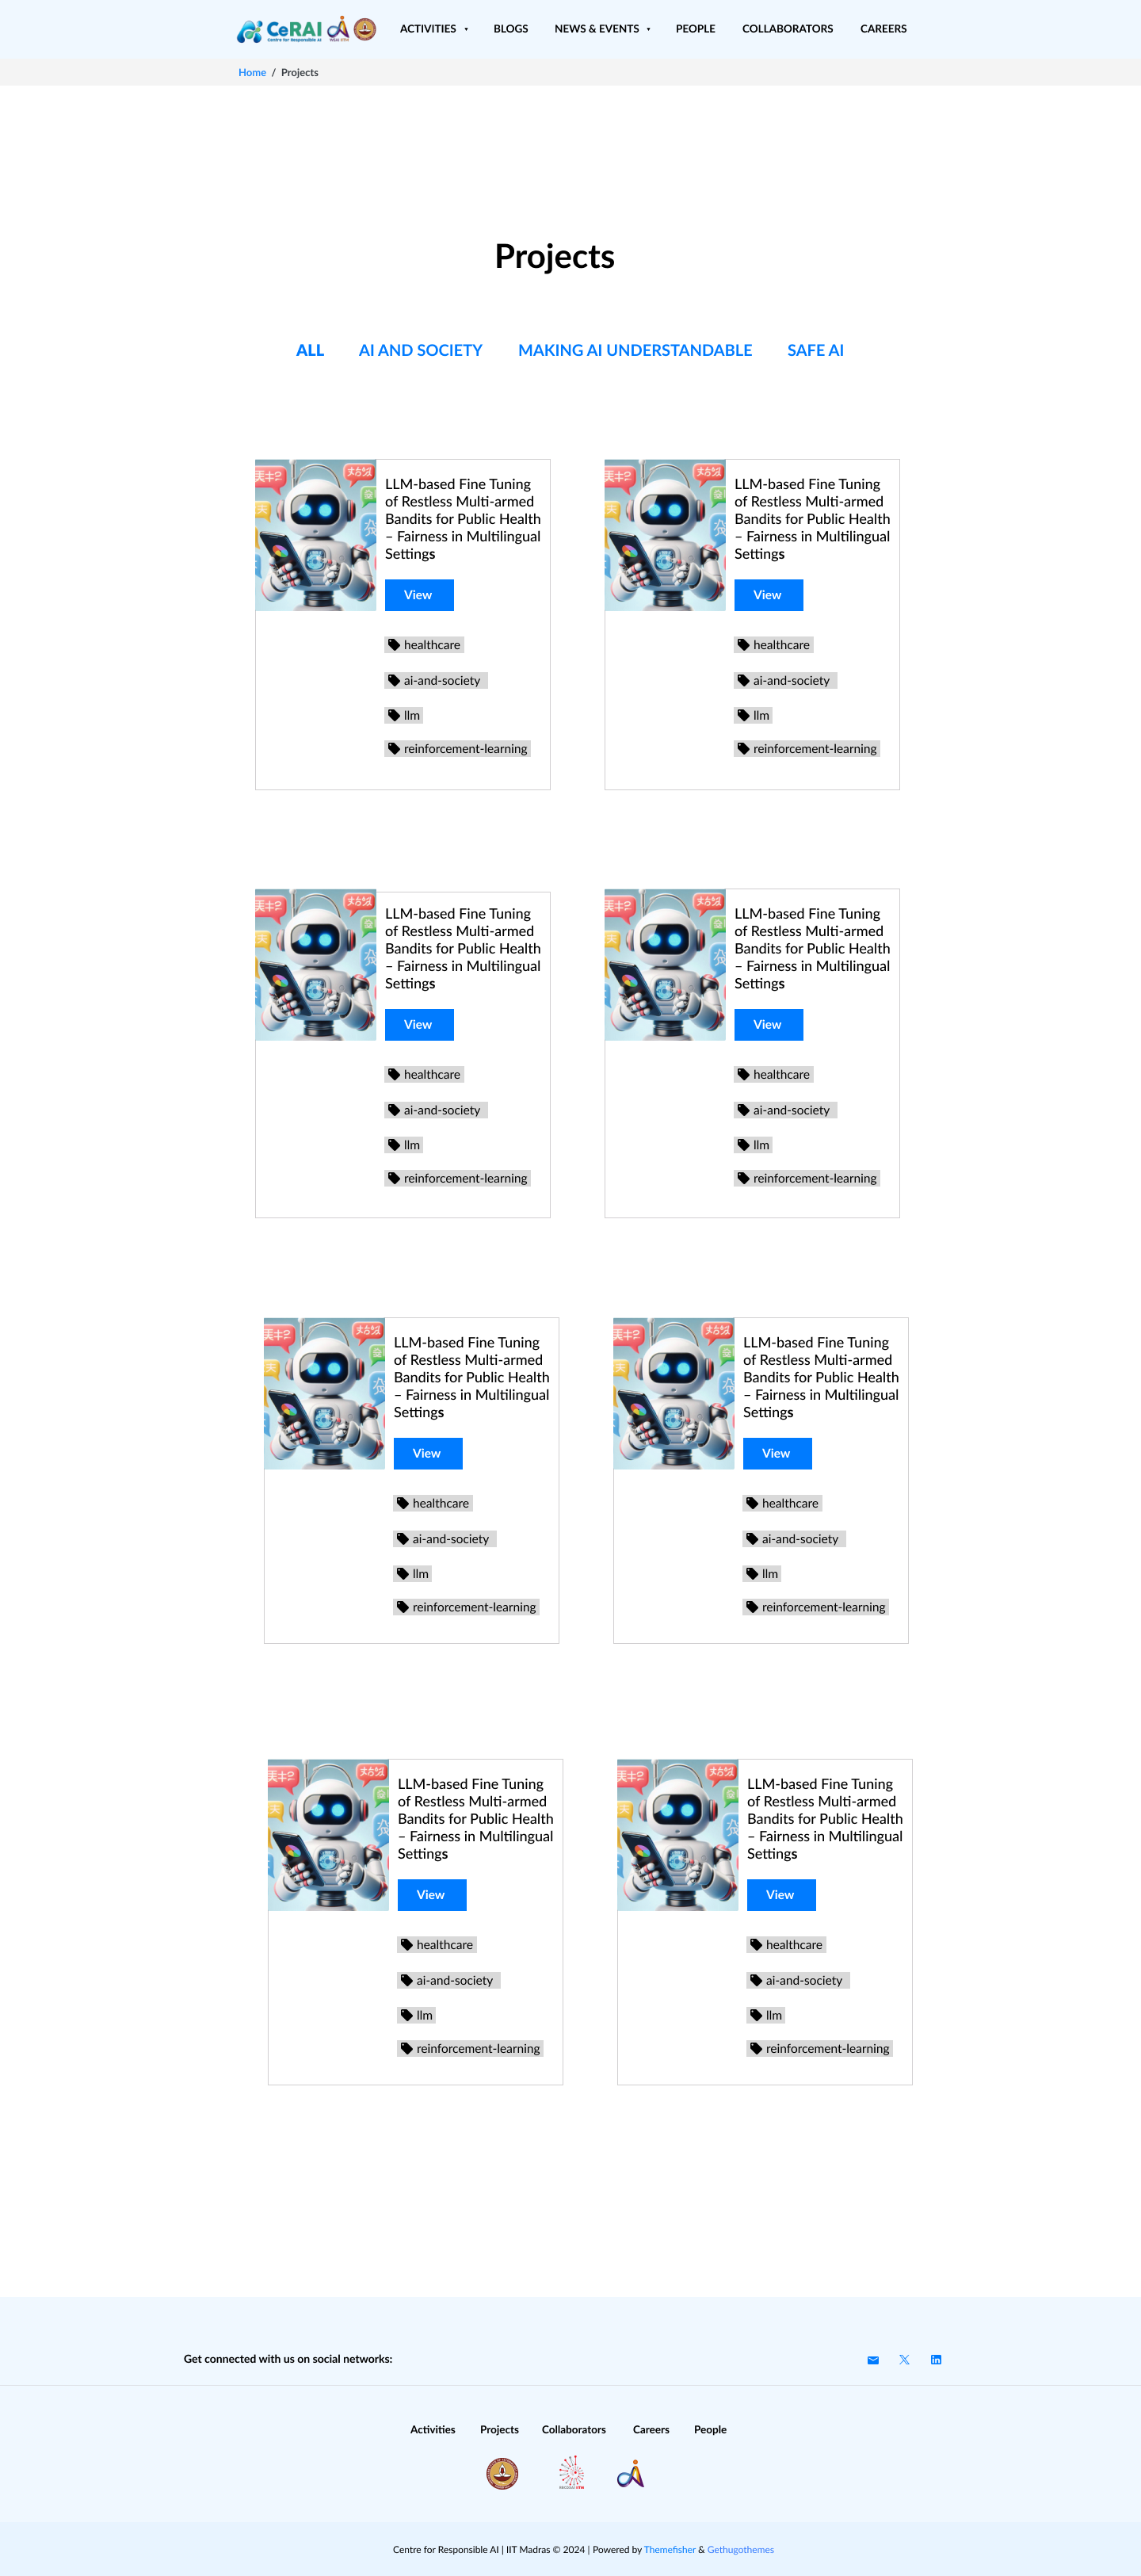 CeRAI
Centre for Responsible AI
ACTIVITIES
BLOGS
NEWS & EVENTS
PEOPLE
COLLABORATORS
CAREERS
Home / Projects
Projects
ALL
AI AND SOCIETY
MAKING AI UNDERSTANDABLE
SAFE AI
LLM-based Fine Tuning
of Restless Multi-armed
Bandits for Public Health
– Fairness in Multilingual
Settings
View
healthcare
ai-and-society
llm
reinforcement-learning
LLM-based Fine Tuning
of Restless Multi-armed
Bandits for Public Health
– Fairness in Multilingual
Settings
View
healthcare
ai-and-society
llm
reinforcement-learning
LLM-based Fine Tuning
of Restless Multi-armed
Bandits for Public Health
– Fairness in Multilingual
Settings
View
healthcare
ai-and-society
llm
reinforcement-learning
LLM-based Fine Tuning
of Restless Multi-armed
Bandits for Public Health
– Fairness in Multilingual
Settings
View
healthcare
ai-and-society
llm
reinforcement-learning
LLM-based Fine Tuning
of Restless Multi-armed
Bandits for Public Health
– Fairness in Multilingual
Settings
View
healthcare
ai-and-society
llm
reinforcement-learning
LLM-based Fine Tuning
of Restless Multi-armed
Bandits for Public Health
– Fairness in Multilingual
Settings
View
healthcare
ai-and-society
llm
reinforcement-learning
LLM-based Fine Tuning
of Restless Multi-armed
Bandits for Public Health
– Fairness in Multilingual
Settings
View
healthcare
ai-and-society
llm
reinforcement-learning
LLM-based Fine Tuning
of Restless Multi-armed
Bandits for Public Health
– Fairness in Multilingual
Settings
View
healthcare
ai-and-society
llm
reinforcement-learning
Get connected with us on social networks:
Activities
Projects
Collaborators
Careers
People
Centre for Responsible AI | IIT Madras © 2024 | Powered by Themefisher & Gethugothemes